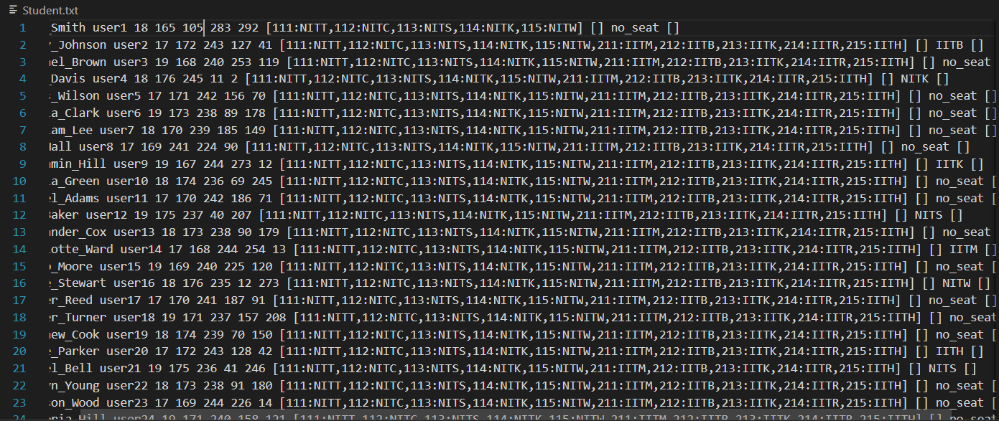 Student.txt
1 _Smith user1 18 165 105 283 292 [111:NITT,112:NITC,113:NITS,114:NITK,115:NITW] [] no_seat []
2 y_Johnson user2 17 172 243 127 41 [111:NITT,112:NITC,113:NITS,114:NITK,115:NITW,211:IITM,212:IITB,213:IITK,214:IITR,215:IITH] [] IITB []
3 el_Brown user3 19 168 240 253 119 [111:NITT,112:NITC,113:NITS,114:NITK,115:NITW,211:IITM,212:IITB,213:IITK,214:IITR,215:IITH] [] no_seat
4 _Davis user4 18 176 245 11 2 [111:NITT,112:NITC,113:NITS,114:NITK,115:NITW,211:IITM,212:IITB,213:IITK,214:IITR,215:IITH] [] NITK []
5 s_Wilson user5 17 171 242 156 70 [111:NITT,112:NITC,113:NITS,114:NITK,115:NITW,211:IITM,212:IITB,213:IITK,214:IITR,215:IITH] [] no_seat []
6 a_Clark user6 19 173 238 89 178 [111:NITT,112:NITC,113:NITS,114:NITK,115:NITW,211:IITM,212:IITB,213:IITK,214:IITR,215:IITH] [] no_seat []
7 am_Lee user7 18 170 239 185 149 [111:NITT,112:NITC,113:NITS,114:NITK,115:NITW,211:IITM,212:IITB,213:IITK,214:IITR,215:IITH] [] no_seat []
8 Hall user8 17 169 241 224 90 [111:NITT,112:NITC,113:NITS,114:NITK,115:NITW,211:IITM,212:IITB,213:IITK,214:IITR,215:IITH] [] no_seat []
9 min_Hill user9 19 167 244 273 12 [111:NITT,112:NITC,113:NITS,114:NITK,115:NITW,211:IITM,212:IITB,213:IITK,214:IITR,215:IITH] [] IITK []
10 a_Green user10 18 174 236 69 245 [111:NITT,112:NITC,113:NITS,114:NITK,115:NITW,211:IITM,212:IITB,213:IITK,214:IITR,215:IITH] [] no_seat [
11 el_Adams user11 17 170 242 186 71 [111:NITT,112:NITC,113:NITS,114:NITK,115:NITW,211:IITM,212:IITB,213:IITK,214:IITR,215:IITH] [] no_seat [
12 Baker user12 19 175 237 40 207 [111:NITT,112:NITC,113:NITS,114:NITK,115:NITW,211:IITM,212:IITB,213:IITK,214:IITR,215:IITH] [] NITS []
13 nder_Cox user13 18 173 238 90 179 [111:NITT,112:NITC,113:NITS,114:NITK,115:NITW,211:IITM,212:IITB,213:IITK,214:IITR,215:IITH] [] no_seat
14 otte_Ward user14 17 168 244 254 13 [111:NITT,112:NITC,113:NITS,114:NITK,115:NITW,211:IITM,212:IITB,213:IITK,214:IITR,215:IITH] [] IITM []
15 _Moore user15 19 169 240 225 120 [111:NITT,112:NITC,113:NITS,114:NITK,115:NITW,211:IITM,212:IITB,213:IITK,214:IITR,215:IITH] [] no_seat [
16 e_Stewart user16 18 176 235 12 273 [111:NITT,112:NITC,113:NITS,114:NITK,115:NITW,211:IITM,212:IITB,213:IITK,214:IITR,215:IITH] [] NITW []
17 er_Reed user17 17 170 241 187 91 [111:NITT,112:NITC,113:NITS,114:NITK,115:NITW,211:IITM,212:IITB,213:IITK,214:IITR,215:IITH] [] no_seat [
18 er_Turner user18 19 171 237 157 208 [111:NITT,112:NITC,113:NITS,114:NITK,115:NITW,211:IITM,212:IITB,213:IITK,214:IITR,215:IITH] [] no_seat
19 ew_Cook user19 18 174 239 70 150 [111:NITT,112:NITC,113:NITS,114:NITK,115:NITW,211:IITM,212:IITB,213:IITK,214:IITR,215:IITH] [] no_seat [
20 e_Parker user20 17 172 243 128 42 [111:NITT,112:NITC,113:NITS,114:NITK,115:NITW,211:IITM,212:IITB,213:IITK,214:IITR,215:IITH] [] IITH []
21 el_Bell user21 19 175 236 41 246 [111:NITT,112:NITC,113:NITS,114:NITK,115:NITW,211:IITM,212:IITB,213:IITK,214:IITR,215:IITH] [] NITS []
22 yn_Young user22 18 173 238 91 180 [111:NITT,112:NITC,113:NITS,114:NITK,115:NITW,211:IITM,212:IITB,213:IITK,214:IITR,215:IITH] [] no_seat [
23 son_Wood user23 17 169 244 226 14 [111:NITT,112:NITC,113:NITS,114:NITK,115:NITW,211:IITM,212:IITB,213:IITK,214:IITR,215:IITH] [] no_seat [
24 ria_Hill user24 19 171 240 158 121 [111:NITT,112:NITC,113:NITS,114:NITK,115:NITW,211:IITM,212:IITB,213:IITK,214:IITR,215:IITH] [] no_seat